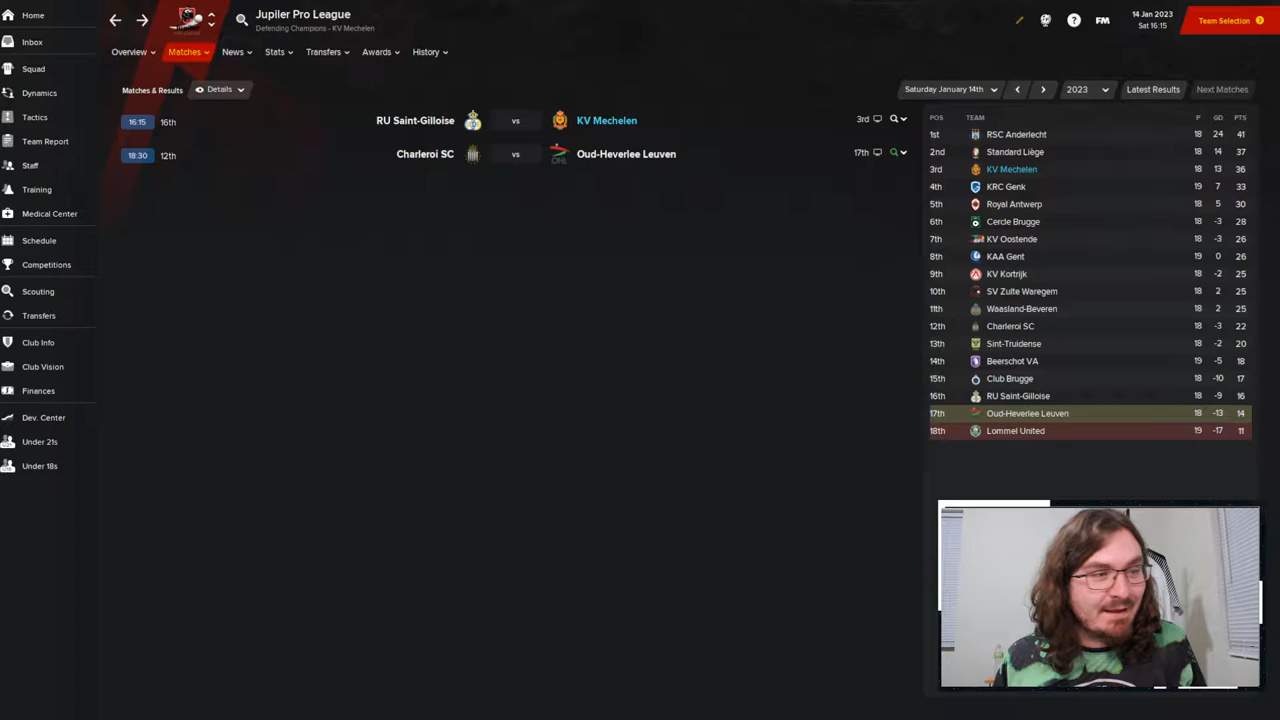 Home
Inbox
Squad
Dynamics
Tactics
Team Report
Staff
Training
Medical Center
Schedule
Competitions
Scouting
Transfers
Club Info
Club Vision
Finances
Dev. Center
Under 21s
Under 18s
Jupiler Pro League
Defending Champions - KV Mechelen
FM
14 Jan 2023
Sat 16:15
Team Selection
Overview Matches News Stats Transfers Awards History
Matches & Results Details
Saturday January 14th 2023 Latest Results Next Matches
16:15 16th RU Saint-Gilloise vs KV Mechelen 3rd
18:30 12th Charleroi SC vs Oud-Heverlee Leuven 17th
POS TEAM P GD PTS
1st RSC Anderlecht 18 24 41
2nd Standard Liège 18 14 37
3rd KV Mechelen 18 13 36
4th KRC Genk 19 7 33
5th Royal Antwerp 18 5 30
6th Cercle Brugge 18 -3 28
7th KV Oostende 18 -3 26
8th KAA Gent 19 0 26
9th KV Kortrijk 18 -2 25
10th SV Zulte Waregem 18 2 25
11th Waasland-Beveren 18 2 25
12th Charleroi SC 18 -3 22
13th Sint-Truidense 18 -2 20
14th Beerschot VA 19 -5 18
15th Club Brugge 18 -10 17
16th RU Saint-Gilloise 18 -9 16
17th Oud-Heverlee Leuven 18 -13 14
18th Lommel United 19 -17 11